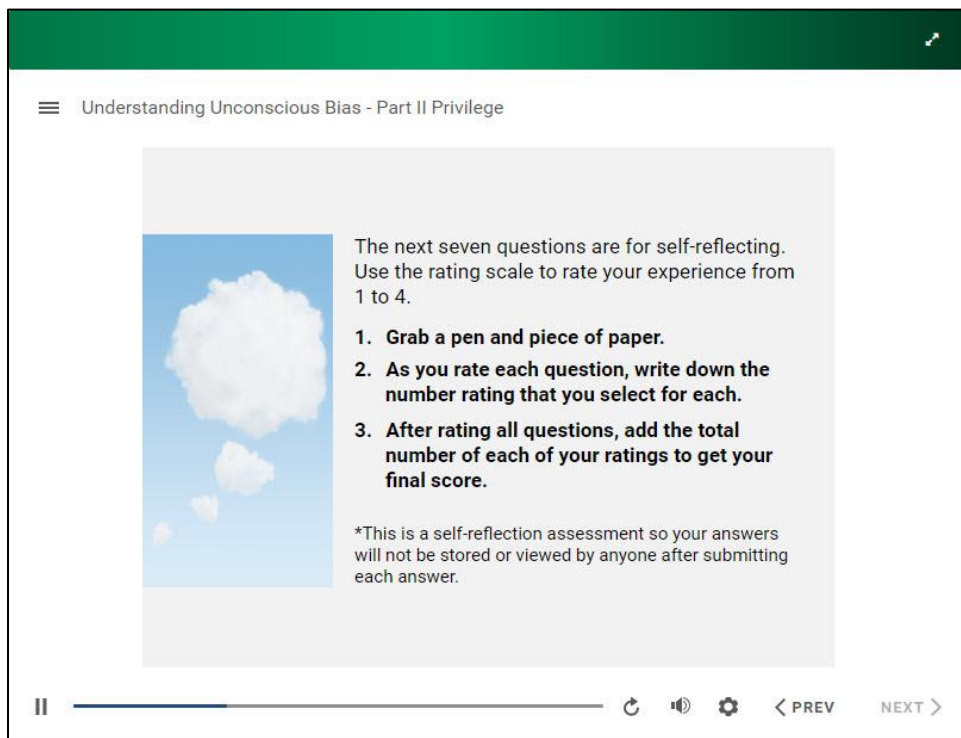 Understanding Unconscious Bias - Part II Privilege
The next seven questions are for self-reflecting.
Use the rating scale to rate your experience from
1 to 4.
1. Grab a pen and piece of paper.
2. As you rate each question, write down the
number rating that you select for each.
3. After rating all questions, add the total
number of each of your ratings to get your
final score.
*This is a self-reflection assessment so your answers
will not be stored or viewed by anyone after submitting
each answer.
PREV NEXT